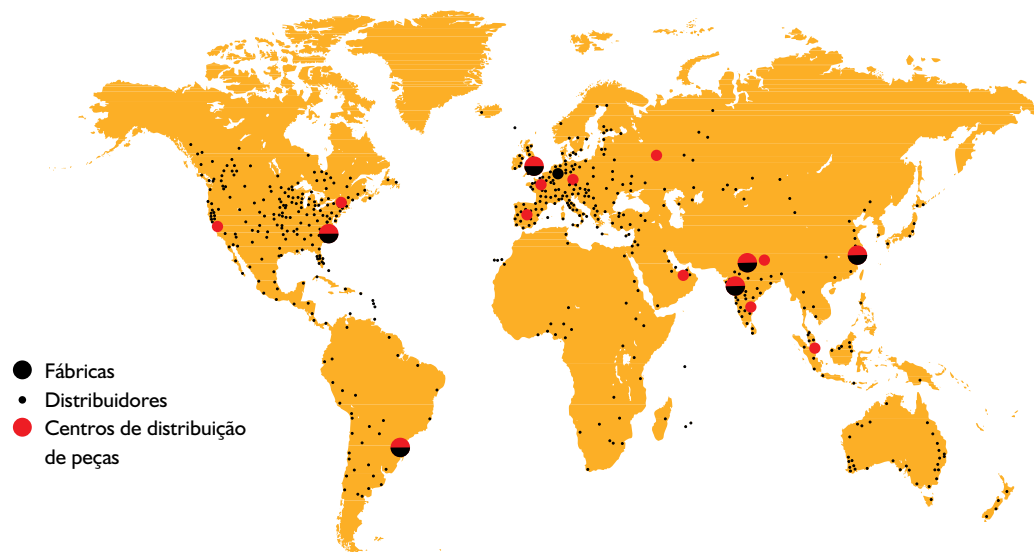 Fábricas
Distribuidores
Centros de distribuição
de peças